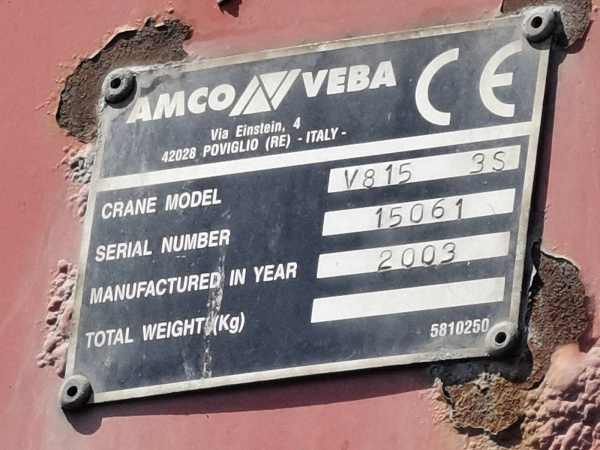 AMCO VEBA CE
Via Einstein, 4
42028 POVIGLIO (RE) - ITALY -
CRANE MODEL V815 3S
SERIAL NUMBER 15061
MANUFACTURED IN YEAR 2003
TOTAL WEIGHT (Kg)
5810250